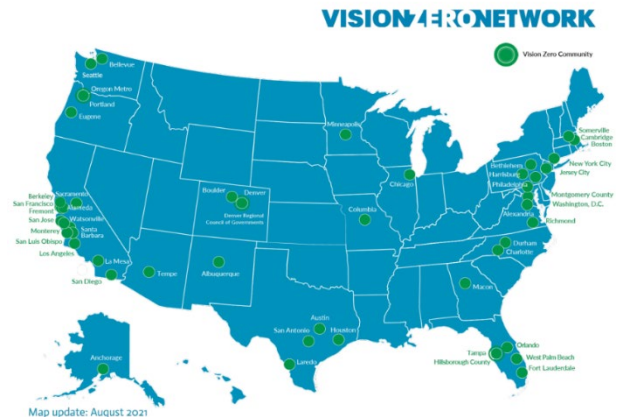 VISIONZERONETWORK
Vision Zero Community
Bellevue
Seattle
Oregon Metro
Portland
Eugene
Minneapolis
Somerville
Cambridge
Boston
New York City
Jersey City
Bethlehem
Harrisburg
Philadelphia
Montgomery County
Washington, D.C.
Alexandria
Richmond
Chicago
Boulder
Denver
Denver Regional
Council of Governments
Columbia
Berkeley
Sacramento
San Francisco
Alameda
Fremont
San Jose
Watsonville
Monterey
Santa
Barbara
San Luis Obispo
Los Angeles
La Mesa
San Diego
Tempe
Albuquerque
Durham
Charlotte
Macon
Austin
San Antonio
Houston
Laredo
Orlando
Tampa
Hillsborough County
West Palm Beach
Fort Lauderdale
Anchorage
Map update: August 2021